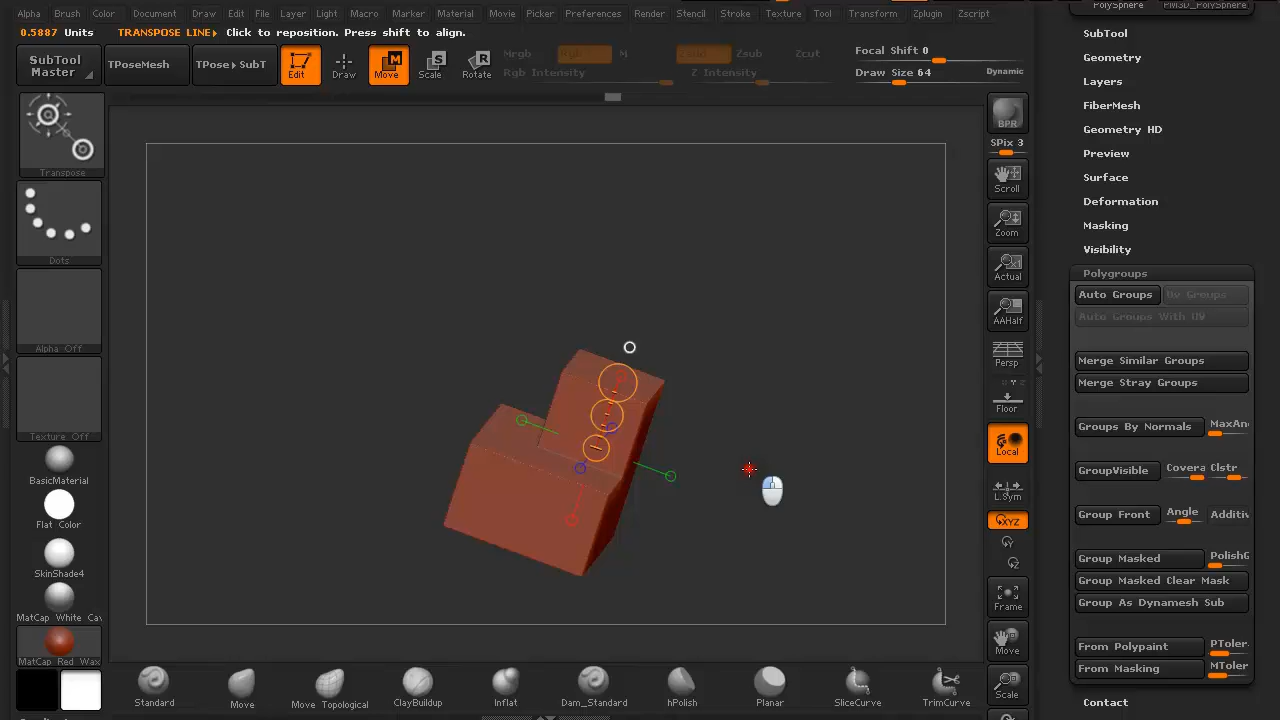 Alpha Brush Color Document Draw Edit File Layer Light Macro Marker Material Movie Picker Preferences Render Stencil Stroke Texture Tool Transform Zplugin Zscript
0.5887 Units TRANSPOSE LINE▶ Click to reposition. Press shift to align.
SubTool
Master
TPoseMesh
TPose▶SubT
Edit
Draw
Move
Scale
Rotate
Mrgb Rgb M Zadd Zsub Zcut
Rgb Intensity Z Intensity
Focal Shift 0
Draw Size 64 Dynamic
Transpose
Dots
Alpha Off
Texture Off
BasicMaterial
Flat Color
SkinShade4
MatCap White Cav
MatCap Red Wax
BPR
SPix 3
Scroll
Zoom
Actual
AAHalf
Persp
Floor
Local
L.Sym
XYZ
Y
Z
Frame
Move
Scale
PolySphere PM3D_PolySphere
SubTool
Geometry
Layers
FiberMesh
Geometry HD
Preview
Surface
Deformation
Masking
Visibility
Polygroups
Auto Groups Uv Groups
Auto Groups With UV
Merge Similar Groups
Merge Stray Groups
Groups By Normals MaxAn
GroupVisible Covera Clstr
Group Front Angle Additiv
Group Masked PolishG
Group Masked Clear Mask
Group As Dynamesh Sub
From Polypaint PToler
From Masking MToler
Contact
Standard Move Move Topological ClayBuildup Inflat Dam_Standard hPolish Planar SliceCurve TrimCurve